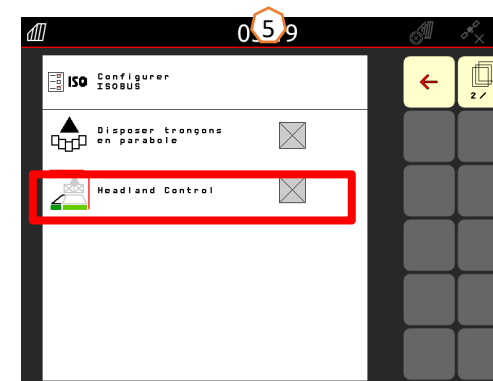 5
ISO Configurer
ISOBUS
2/
Disposer tronçons
en parabole
Headland Control